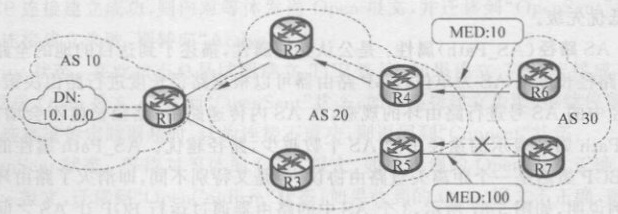 AS 10
DN:
10.1.0.0
R1
R2
R3
AS 20
R4
R5
MED:10
MED:100
R6
AS 30
R7